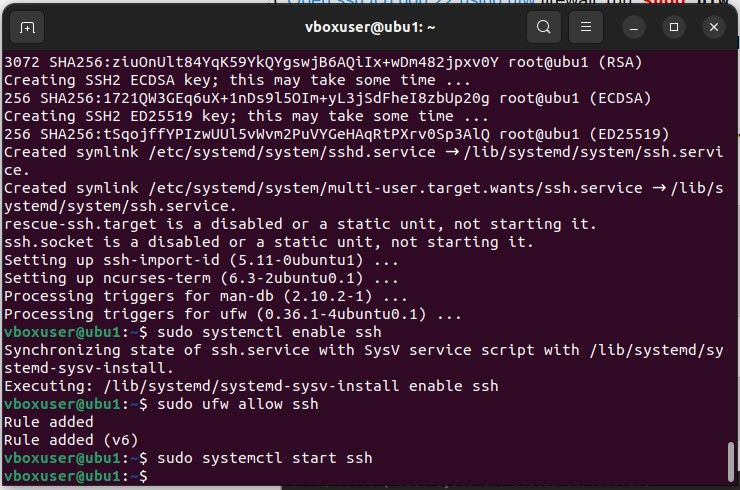 vboxuser@ubu1: ~
3072 SHA256:ziuOnUlt84YqK59YkQYgswjB6AQiIx+wDm482jpxv0Y root@ubu1 (RSA)
Creating SSH2 ECDSA key; this may take some time ...
256 SHA256:1721QW3GEq6uX+1nDs9l5OIm+yL3jSdFheI8zbUp20g root@ubu1 (ECDSA)
Creating SSH2 ED25519 key; this may take some time ...
256 SHA256:tSqojffYPIzwUUl5vWvm2PuVYGeHAqRtPXrv0Sp3AlQ root@ubu1 (ED25519)
Created symlink /etc/systemd/system/sshd.service → /lib/systemd/system/ssh.servi
ce.
Created symlink /etc/systemd/system/multi-user.target.wants/ssh.service → /lib/s
ystemd/system/ssh.service.
rescue-ssh.target is a disabled or a static unit, not starting it.
ssh.socket is a disabled or a static unit, not starting it.
Setting up ssh-import-id (5.11-0ubuntu1) ...
Setting up ncurses-term (6.3-2ubuntu0.1) ...
Processing triggers for man-db (2.10.2-1) ...
Processing triggers for ufw (0.36.1-4ubuntu0.1) ...
vboxuser@ubu1:~$ sudo systemctl enable ssh
Synchronizing state of ssh.service with SysV service script with /lib/systemd/sy
stemd-sysv-install.
Executing: /lib/systemd/systemd-sysv-install enable ssh
vboxuser@ubu1:~$ sudo ufw allow ssh
Rule added
Rule added (v6)
vboxuser@ubu1:~$ sudo systemctl start ssh
vboxuser@ubu1:~$